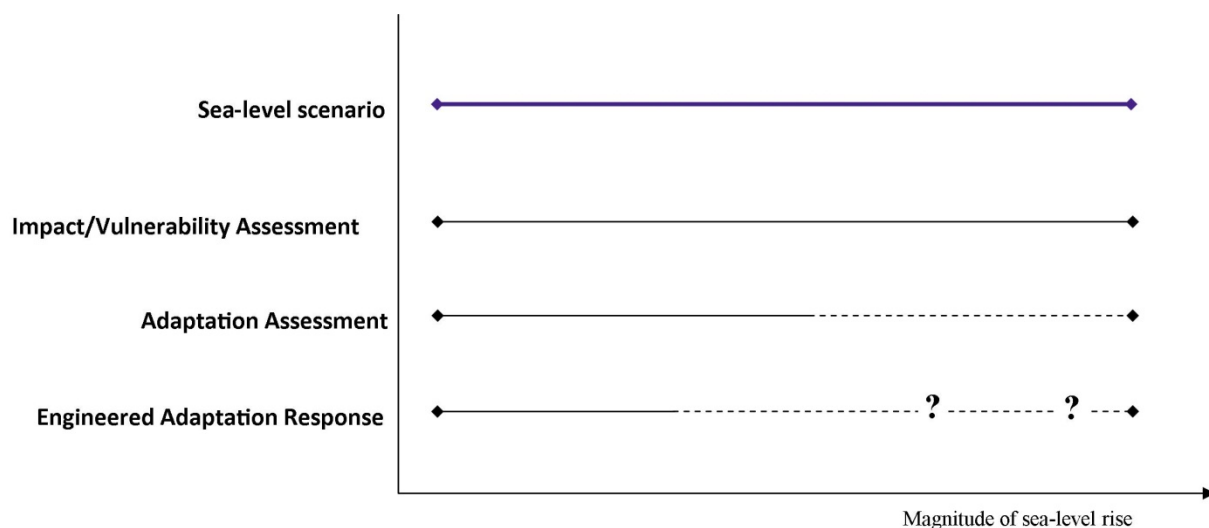 Sea-level scenario
Impact/Vulnerability Assessment
Adaptation Assessment
Engineered Adaptation Response
? ?
Magnitude of sea-level rise